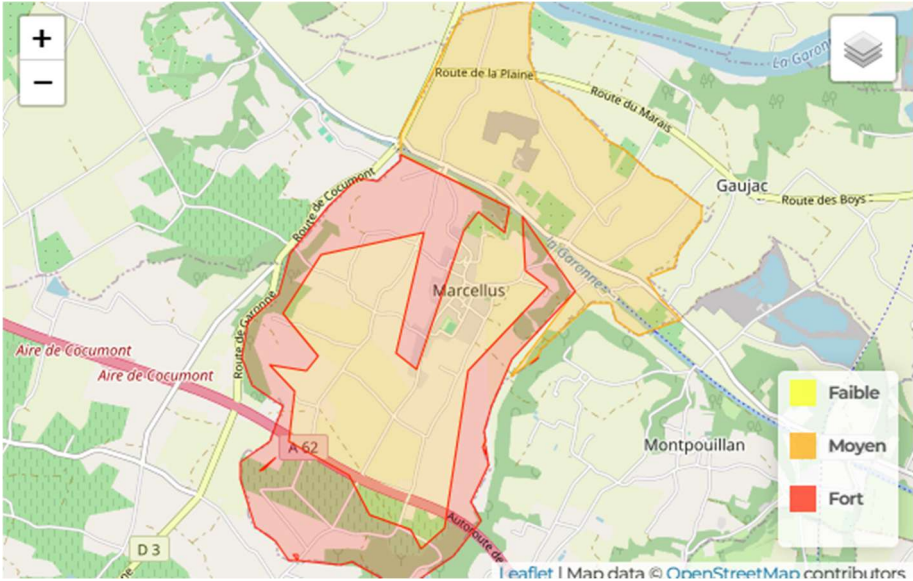 +
−
La Garon
Route de la Plaine
Route du Marais
Gaujac
Route des Boys
Route de Cocumont
la Garonne
Marcellus
Route de Garonne
Aire de Cocumont
Aire de Cocumont
A 62
Montpouillan
Faible
Moyen
Fort
Autoroute de
D 3
Leaflet | Map data © OpenStreetMap contributors